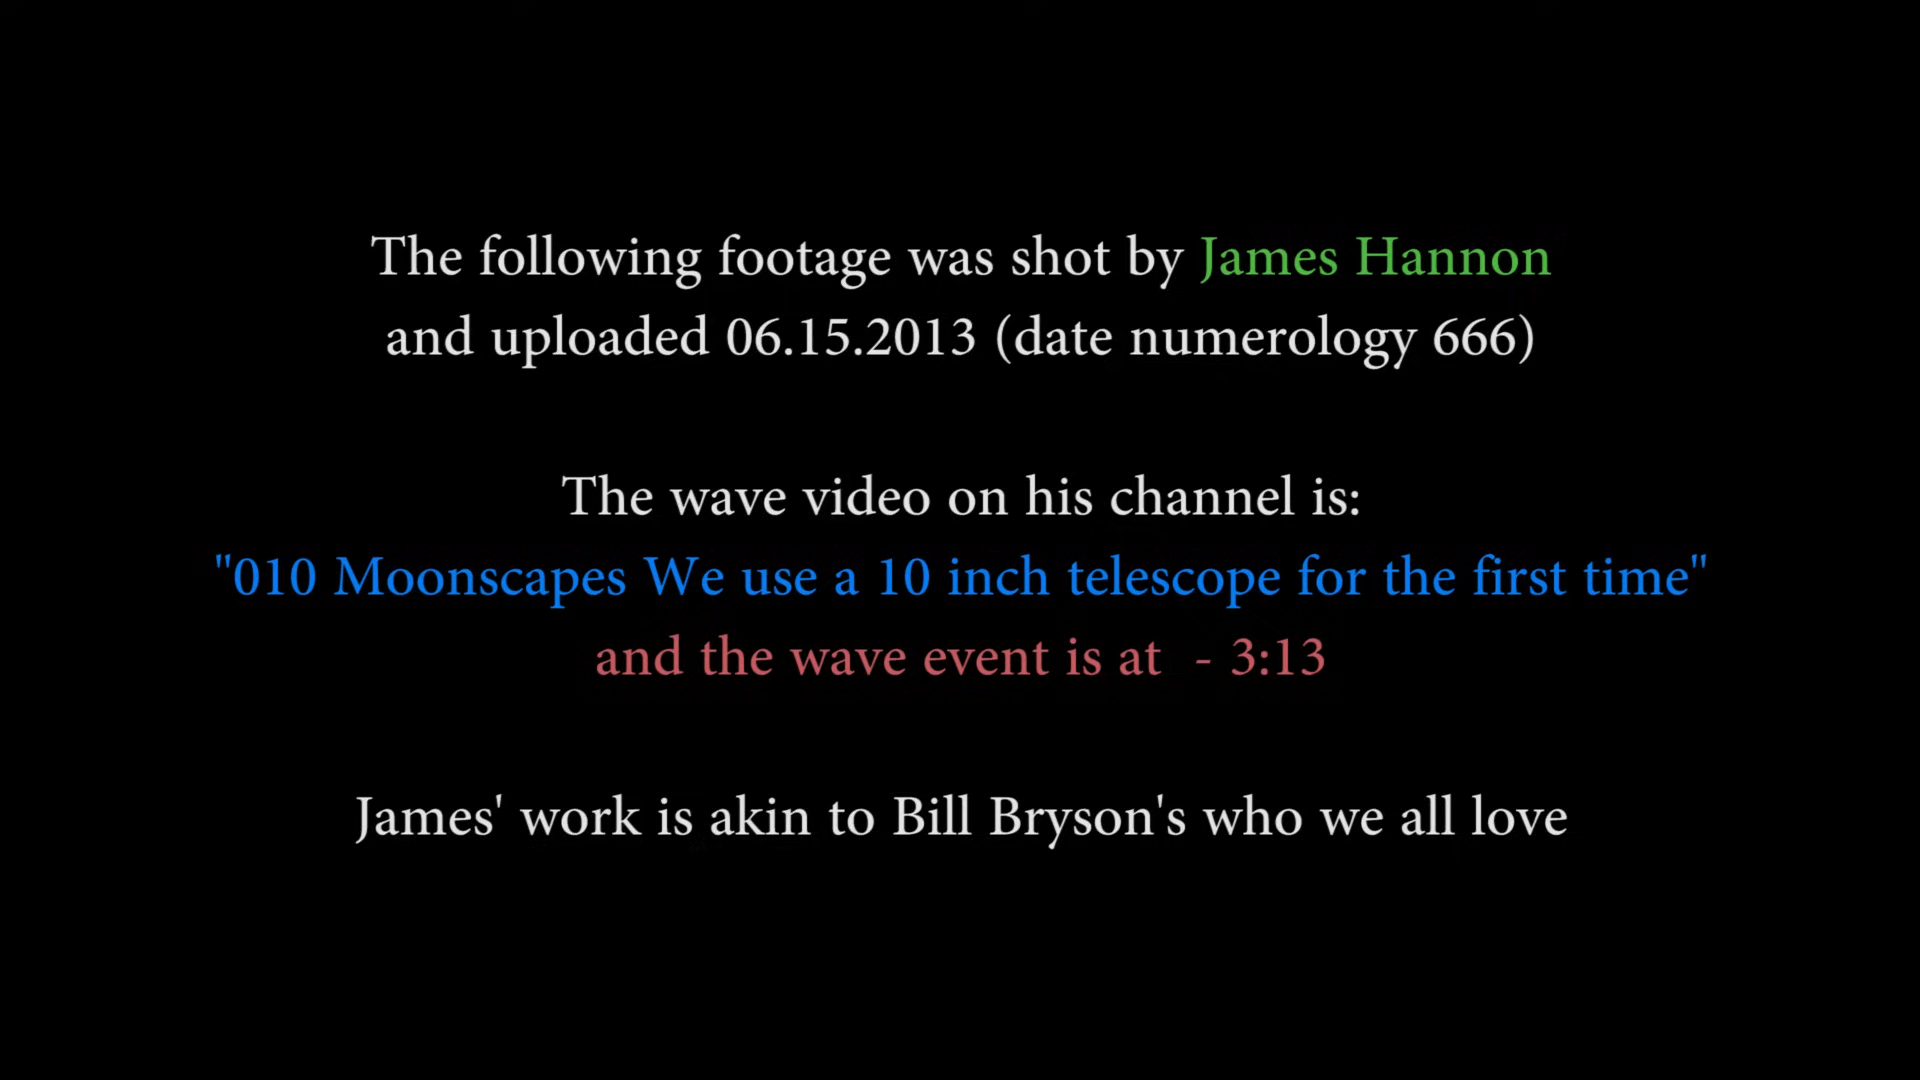 The following footage was shot by James Hannon
and uploaded 06.15.2013 (date numerology 666)
The wave video on his channel is:
"010 Moonscapes We use a 10 inch telescope for the first time"
and the wave event is at  - 3:13
James' work is akin to Bill Bryson's who we all love